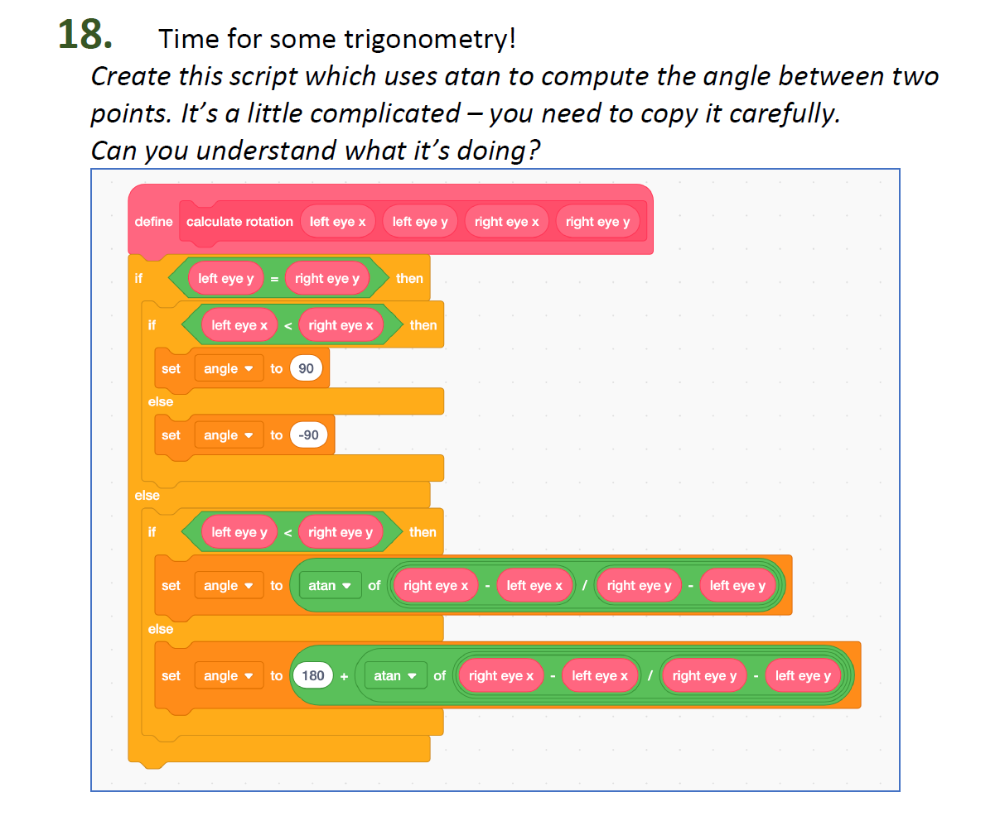 18. Time for some trigonometry!
Create this script which uses atan to compute the angle between two
points. It's a little complicated – you need to copy it carefully.
Can you understand what it's doing?
define calculate rotation left eye x left eye y right eye x right eye y
if left eye y = right eye y then
if left eye x < right eye x then
set angle to 90
else
set angle to -90
else
if left eye y < right eye y then
set angle to atan of right eye x - left eye x / right eye y - left eye y
else
set angle to 180 + atan of right eye x - left eye x / right eye y - left eye y